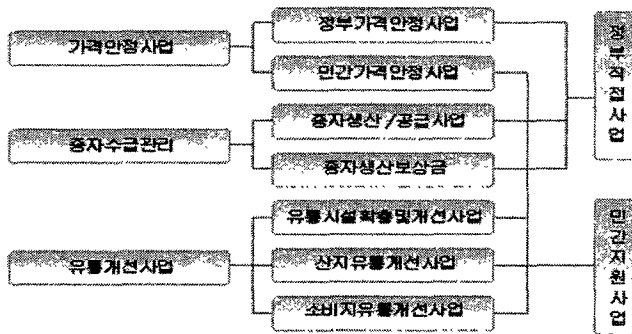 가격안정사업
정부가격안정사업
민간가격안정사업
종자수급관리
종자생산/공급사업
종자생산보상금
유통개선사업
유통시설확충및개선사업
산지유통개선사업
소비지유통개선사업
정부직접사업
민간지원사업